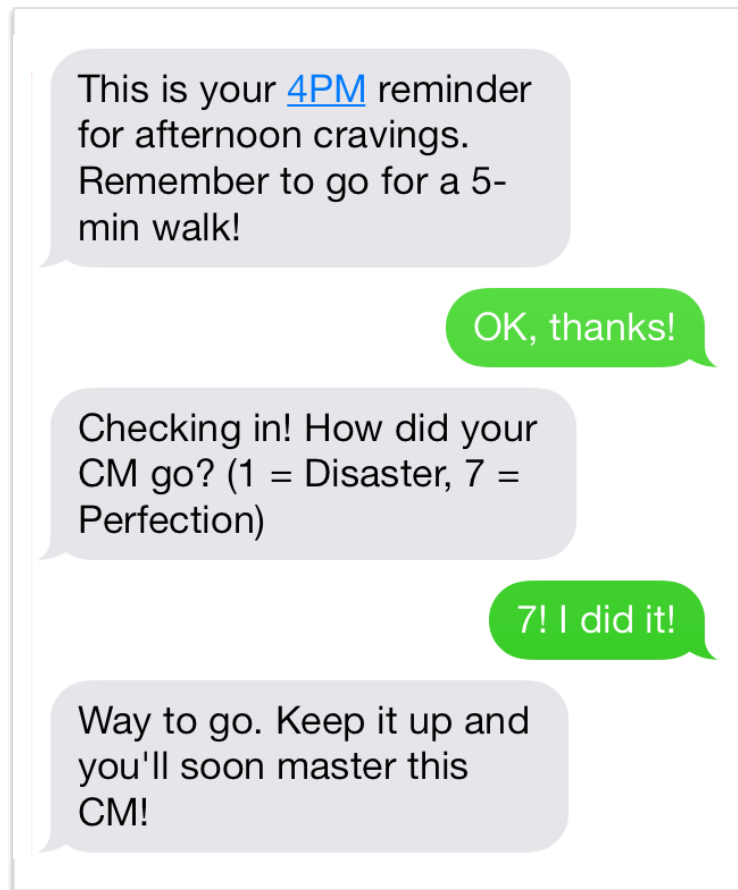 This is your 4PM reminder
for afternoon cravings.
Remember to go for a 5-
min walk!
OK, thanks!
Checking in! How did your
CM go? (1 = Disaster, 7 =
Perfection)
7! I did it!
Way to go. Keep it up and
you'll soon master this
CM!